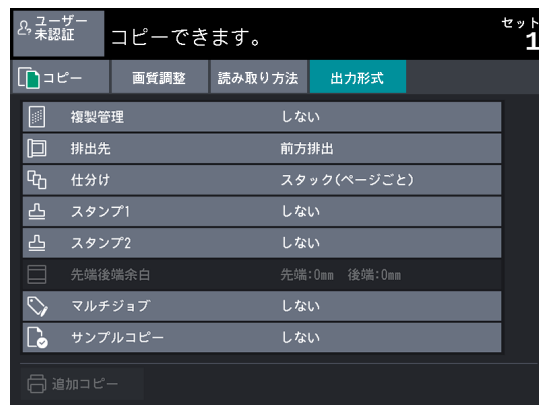 ユーザー
未認証
コピーできます。
セット
1
コピー 画質調整 読み取り方法 出力形式
複製管理 しない
排出先 前方排出
仕分け スタック(ページごと)
スタンプ1 しない
スタンプ2 しない
先端後端余白 先端:0mm 後端:0mm
マルチジョブ しない
サンプルコピー しない
追加コピー